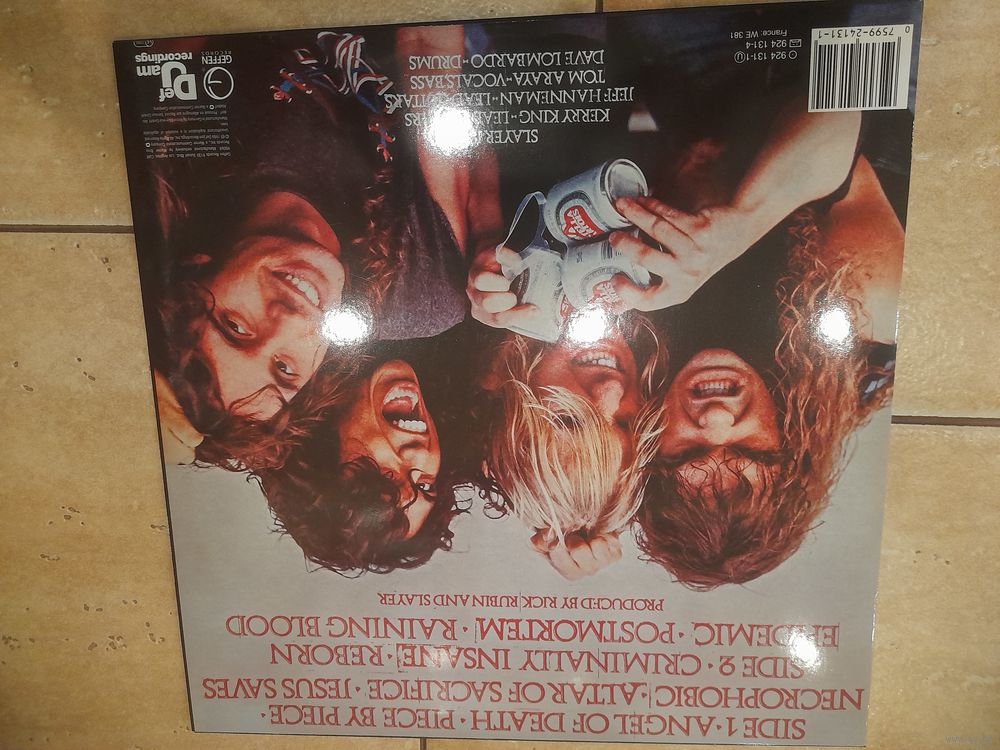 SIDE 1 · ANGEL OF DEATH · PIECE BY PIECE ·
NECROPHOBIC · ALTAR OF SACRIFICE · JESUS SAVES
SIDE 2 · CRIMINALLY INSANE · REBORN
EPIDEMIC · POSTMORTEM · RAINING BLOOD
PRODUCED BY RICK RUBIN AND SLAYER
SLAYER
KERRY KING - LEAD
JEFF HANNEMAN - LEAD GUITARS
TOM ARAYA - VOCALS BASS
DAVE LOMBARDO - DRUMS
GEFFEN
RECORDS
Def
Jam
recordings
924 131-1 U
924 131-4
France: WE 381
0 7599-24131-1